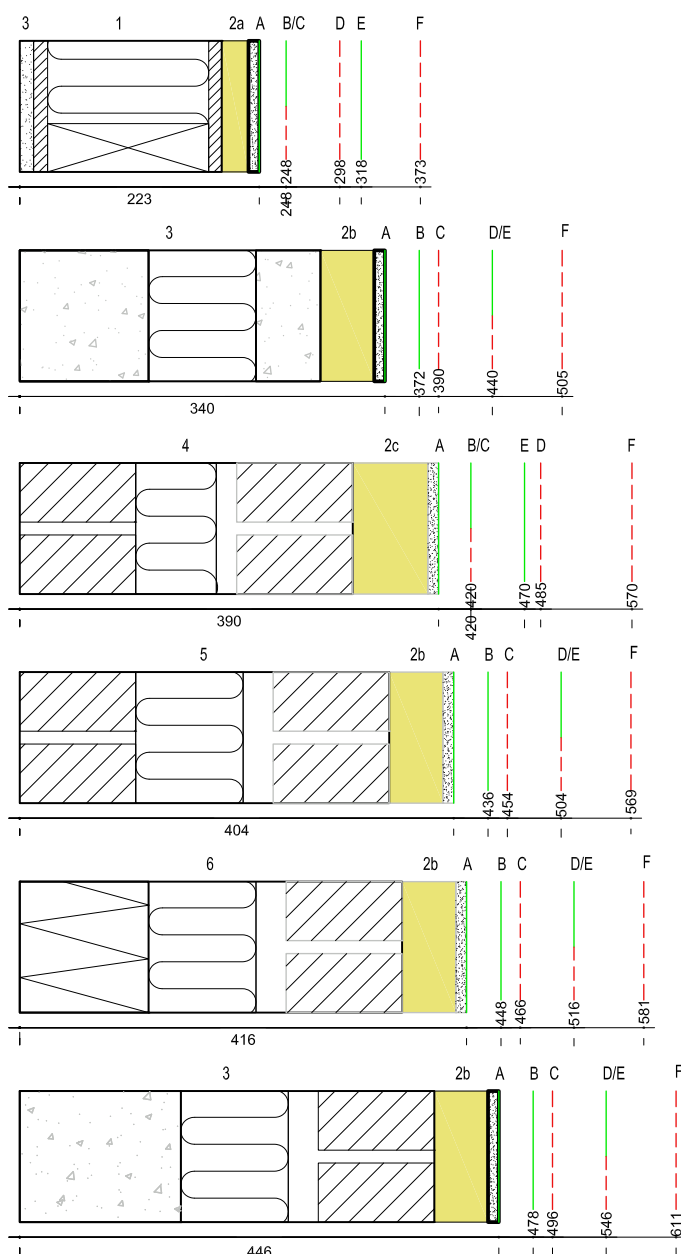 3 1 2a A B/C D E F
248 298 318 373
223 248
3 2b A B C D/E F
372 390 440 505
340
4 2c A B/C E D F
420 470 485 570
390 420
5 2b A B C D/E F
436 454 504 569
404
6 2b A B C D/E F
448 466 516 581
416
3 2b A B C D/E F
478 496 546 611
446